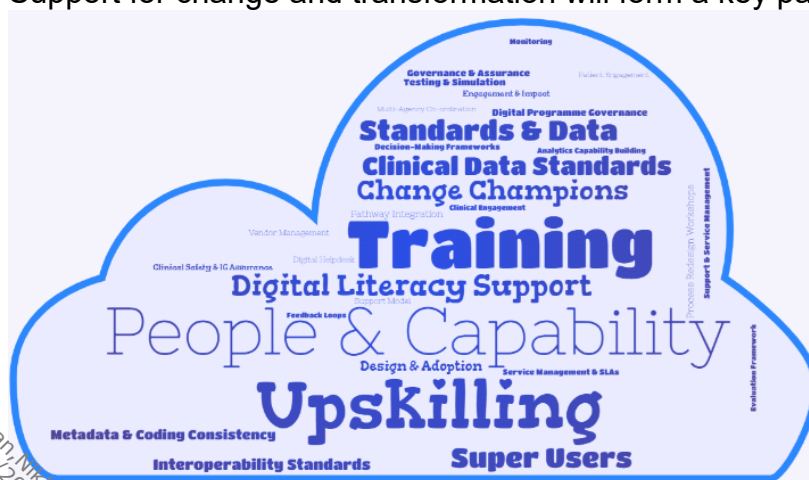 Support for change and transformation will form a key pa
Monitoring
Governance & Assurance
Patient Engagement
Testing & Simulation
Engagement & Impact
Multi-Agency Co-ordination
Digital Programme Governance
Standards & Data
Decision-Making Frameworks
Analytics Capability Building
Clinical Data Standards
Change Champions
Clinical Engagement
Pathway Integration
Training
Vendor Management
Digital Helpdesk
Clinical Safety & IG Assurance
Process Redesign Workshops
Support & Service Management
Digital Literacy Support
Support Model
Feedback Loops
People & Capability
Design & Adoption
Service Management & SLAs
Evaluation Framework
Upskilling
Metadata & Coding Consistency
Interoperability Standards
Super Users